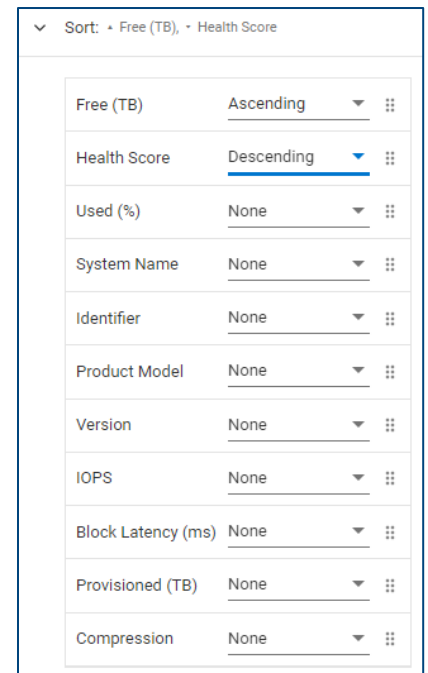 Sort: ▴ Free (TB), ▾ Health Score
Free (TB) Ascending
Health Score Descending
Used (%) None
System Name None
Identifier None
Product Model None
Version None
IOPS None
Block Latency (ms) None
Provisioned (TB) None
Compression None